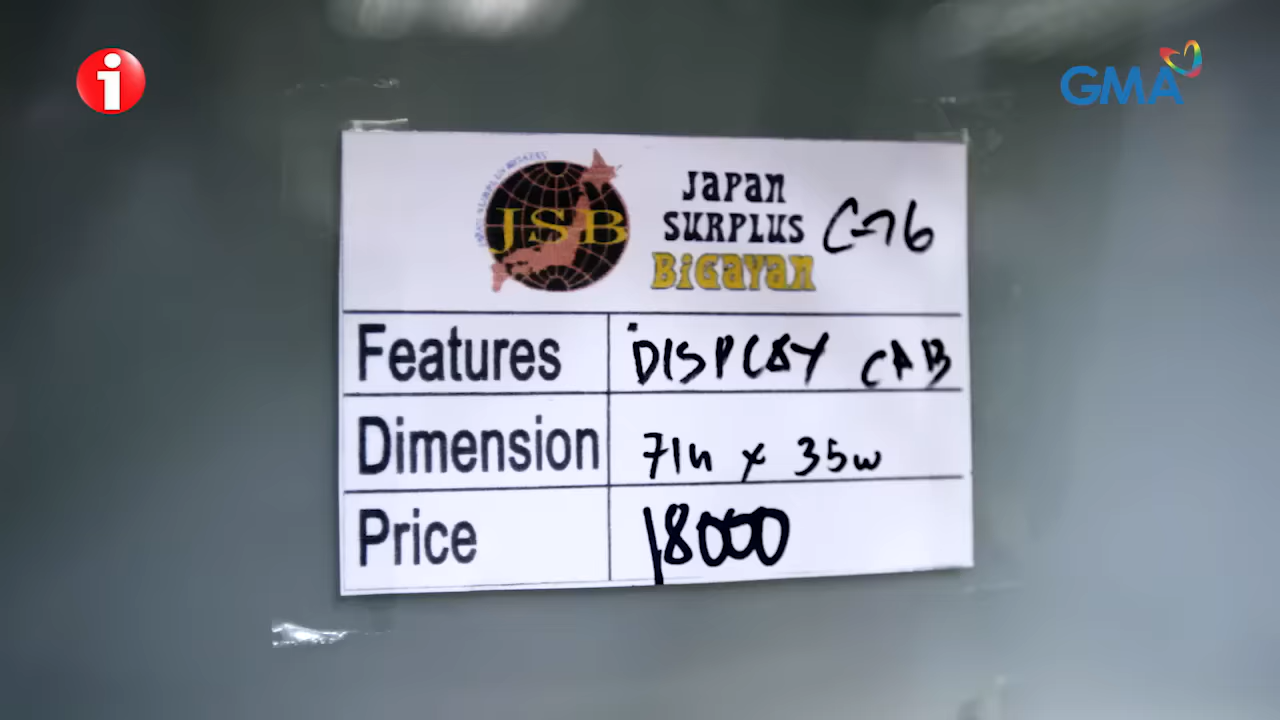 i
GMA
JSB
JAPAN
SURPLUS
BIGAYAN
C-76
Features DISPLAY CAB
Dimension 71h x 35w
Price 18000